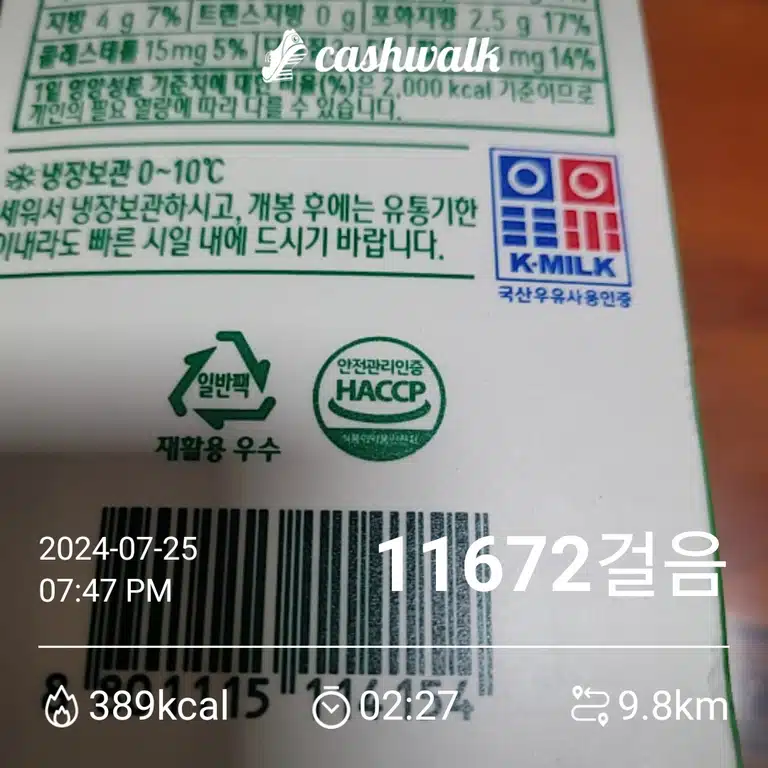 지방 4 g 7% 트랜스지방 0 g 포화지방 2.5 g 17%
콜레스테롤 15mg 5% mg 14%
cashwalk
1일 영양성분 기준치에 대한 비율(%)은 2,000 kcal 기준이므로
개인의 필요 열량에 따라 다를 수 있습니다.
냉장보관 0~10℃
세워서 냉장보관하시고, 개봉 후에는 유통기한
이내라도 빠른 시일 내에 드시기 바랍니다.
K·MILK
국산우유사용인증
일반팩
재활용 우수
안전관리인증
HACCP
2024-07-25
07:47 PM
11672걸음
8 801115 114154
389kcal
02:27
9.8km